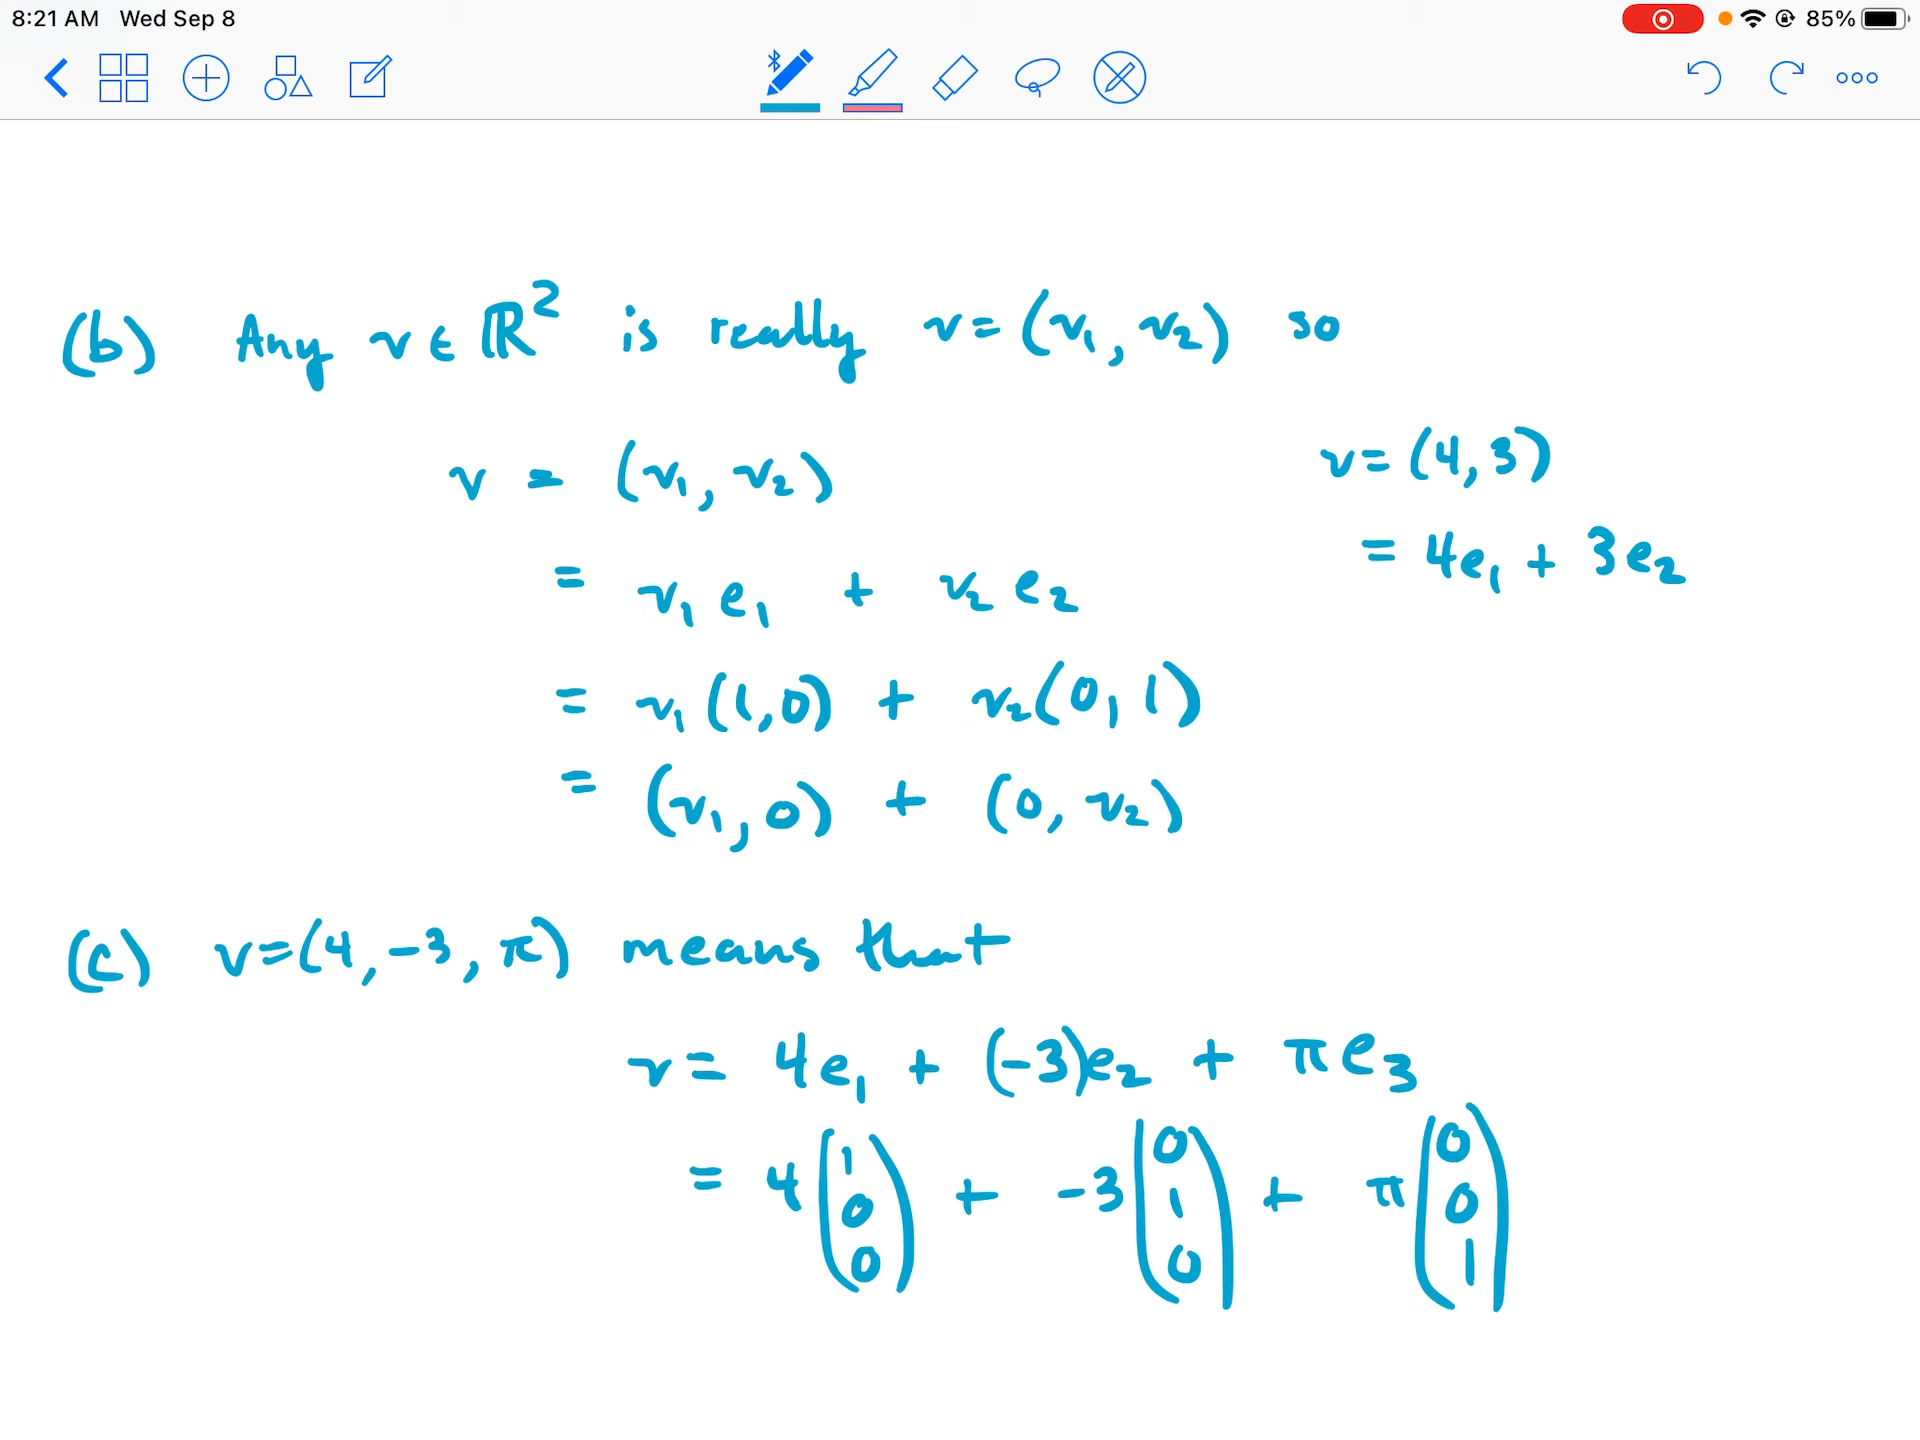 8:21 AM Wed Sep 8 85%
(b) Any v ∈ ℝ² is really v = (v₁, v₂) so
v = (v₁, v₂)
= v₁ e₁ + v₂ e₂
= v₁ (1,0) + v₂ (0,1)
= (v₁, 0) + (0, v₂)
v = (4,3)
= 4e₁ + 3e₂
(c) v = (4, -3, π) means that
v = 4e₁ + (-3)e₂ + πe₃
= 4 (1 0 0) + -3 (0 1 0) + π (0 0 1)